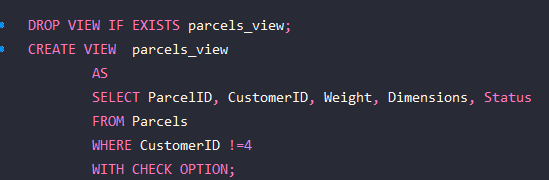 DROP VIEW IF EXISTS parcels_view;
CREATE VIEW  parcels_view
AS
SELECT ParcelID, CustomerID, Weight, Dimensions, Status
FROM Parcels
WHERE CustomerID !=4
WITH CHECK OPTION;